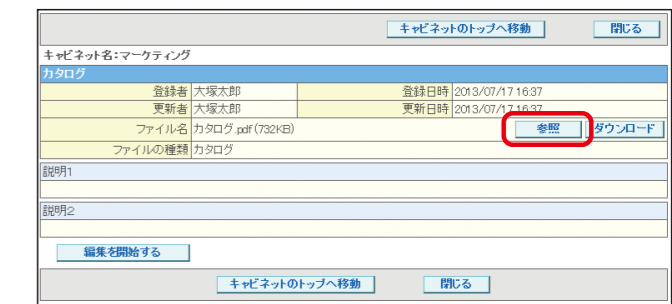 キャビネットのトップへ移動 閉じる
キャビネット名：マーケティング
カタログ
登録者 大塚太郎 登録日時 2013/07/17 16:37
更新者 大塚太郎 更新日時 2013/07/17 16:37
ファイル名 カタログ.pdf(732KB) 参照 ダウンロード
ファイルの種類 カタログ
説明1
説明2
編集を開始する
キャビネットのトップへ移動 閉じる